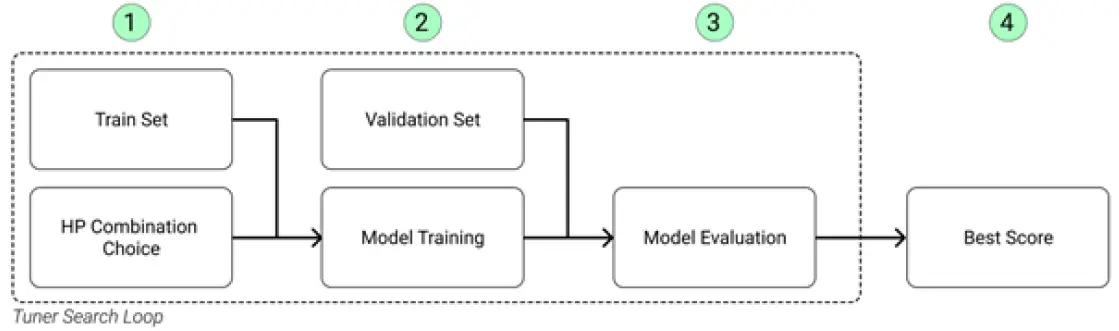 1
2
3
4
Train Set
Validation Set
HP Combination
Choice
Model Training
Model Evaluation
Best Score
Tuner Search Loop